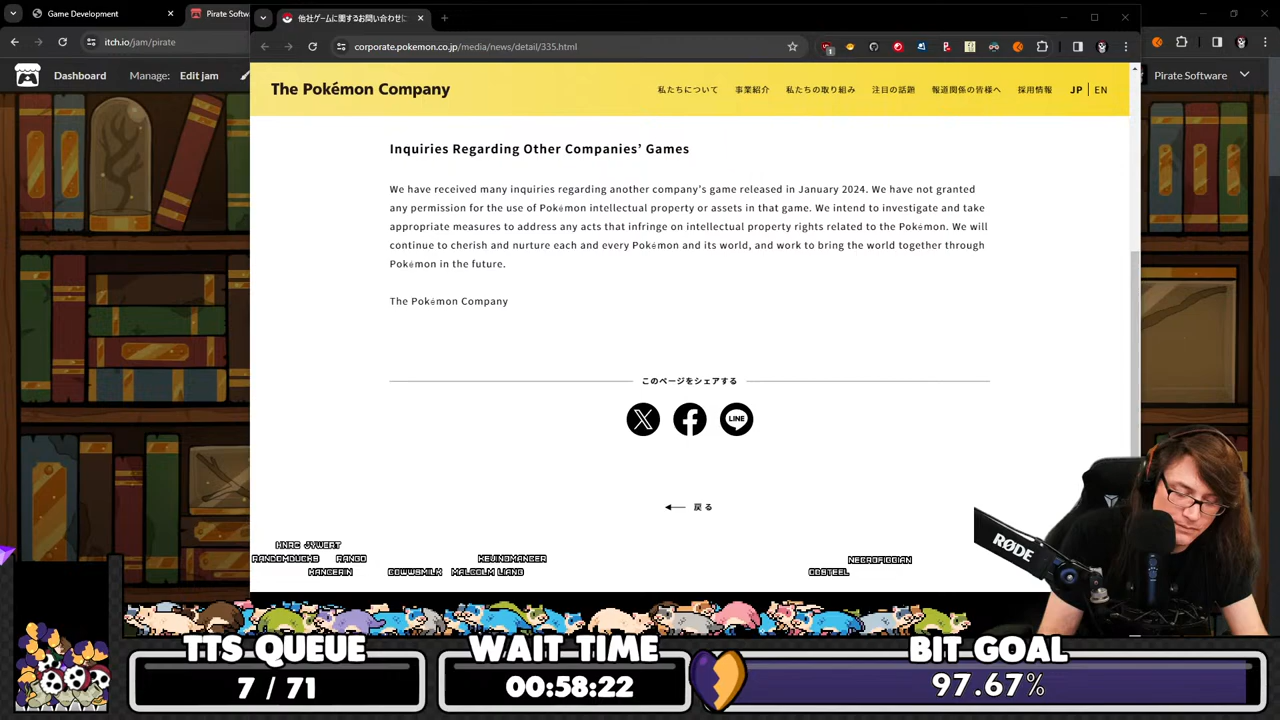 Game Development
Pirate Softwar
他社ゲームに関するお問い合わせに
itch.io/jam/pirate
corporate.pokemon.co.jp/media/news/detail/335.html
Dashboard
Manage: Edit jam
Pirate Software
The Pokémon Company
私たちについて
事業紹介
私たちの取り組み
注目の話題
報道関係の皆様へ
採用情報
JP | EN
Inquiries Regarding Other Companies’ Games
We have received many inquiries regarding another company’s game released in January 2024. We have not granted
any permission for the use of Pokémon intellectual property or assets in that game. We intend to investigate and take
appropriate measures to address any acts that infringe on intellectual property rights related to the Pokémon. We will
continue to cherish and nurture each and every Pokémon and its world, and work to bring the world together through
Pokémon in the future.
The Pokémon Company
このページをシェアする
LINE
戻る
RØDE
KEVINOMANCER
MALCOLM LIANG
NECROFICCIAN
TTS QUEUE
7 / 71
WAIT TIME
00:58:22
BIT GOAL
97.67%